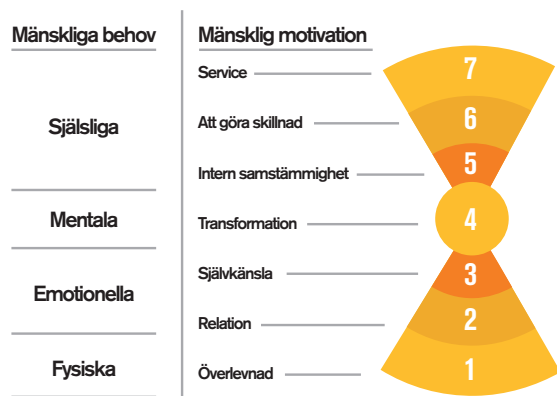 Mänskliga behov
Mänsklig motivation
Service
7
Att göra skillnad
6
Själsliga
Intern samstämmighet
5
Mentala
Transformation
4
Självkänsla
3
Emotionella
Relation
2
Fysiska
Överlevnad
1